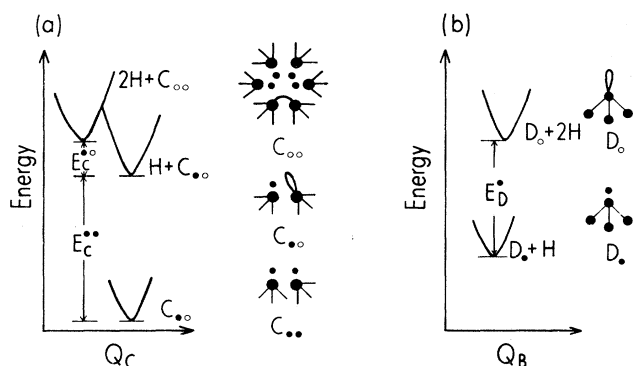 (a)
Energy
2H+C○○
E_C^●○
H+C●○
E_C^●●
C●○
Q_C
C○○
C●○
C●●
(b)
Energy
D○+2H
E_D^●
D●+H
Q_B
D○
D●